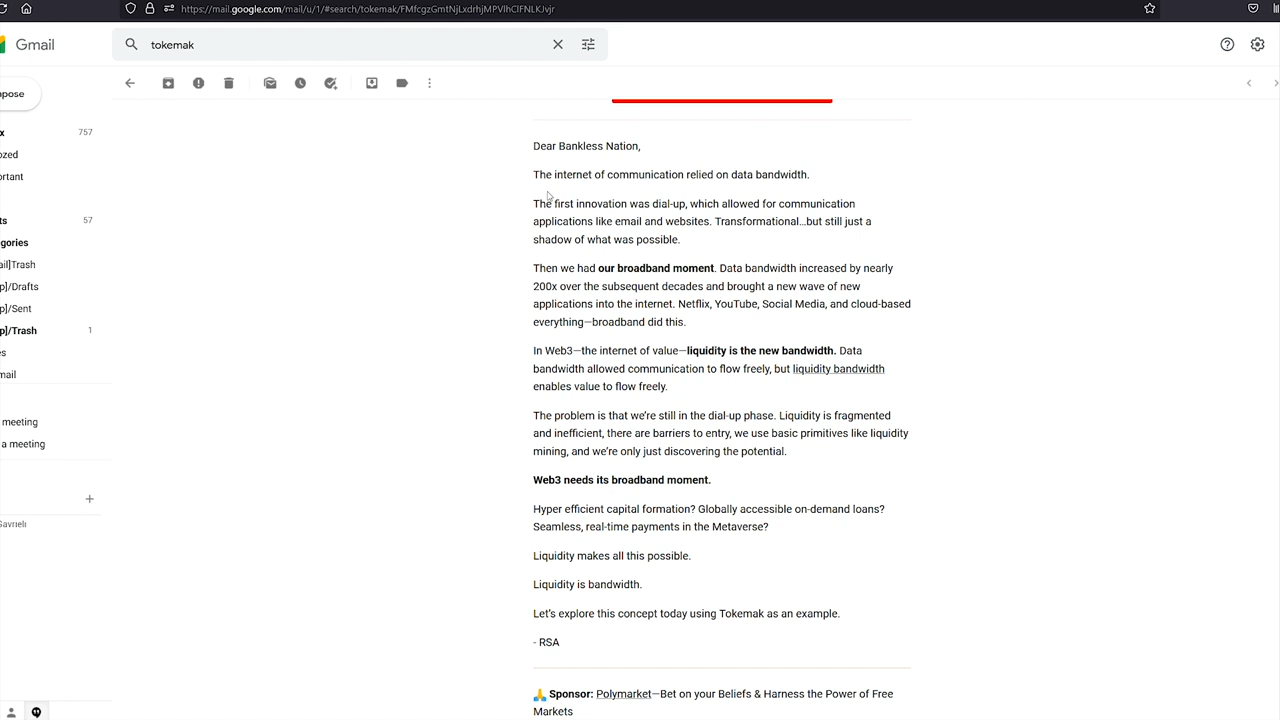 https://mail.google.com/mail/u/1/#search/tokemak/FMfcgzGmtNjLxdrhjMPVlhClFNLKJvjr
Gmail
tokemak
pose
x
757
ozed
ortant
ts
57
gories
ail]Trash
p]/Drafts
p]/Sent
p]/Trash
1
es
mail
meeting
a meeting
Gavrieli
Dear Bankless Nation,
The internet of communication relied on data bandwidth.
The first innovation was dial-up, which allowed for communication
applications like email and websites. Transformational…but still just a
shadow of what was possible.
Then we had our broadband moment. Data bandwidth increased by nearly
200x over the subsequent decades and brought a new wave of new
applications into the internet. Netflix, YouTube, Social Media, and cloud-based
everything—broadband did this.
In Web3—the internet of value—liquidity is the new bandwidth. Data
bandwidth allowed communication to flow freely, but liquidity bandwidth
enables value to flow freely.
The problem is that we’re still in the dial-up phase. Liquidity is fragmented
and inefficient, there are barriers to entry, we use basic primitives like liquidity
mining, and we’re only just discovering the potential.
Web3 needs its broadband moment.
Hyper efficient capital formation? Globally accessible on-demand loans?
Seamless, real-time payments in the Metaverse?
Liquidity makes all this possible.
Liquidity is bandwidth.
Let’s explore this concept today using Tokemak as an example.
- RSA
🙏 Sponsor: Polymarket—Bet on your Beliefs & Harness the Power of Free
Markets